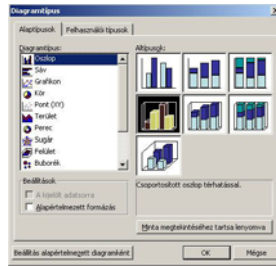 Diagramtípus
Alaptípusok
Felhasználói típusok
Diagramtípus:
Altípusok:
Oszlop
Sáv
Grafikon
Kör
Pont (XY)
Terület
Perec
Sugár
Felület
Buborék
Beállítások
A kijelölt adatsorra
Alapértelmezett formázás
Csoportosított oszlop térhatással.
Minta megtekintéséhez tartsa lenyomva
Beállítás alapértelmezett diagramként
OK
Mégse